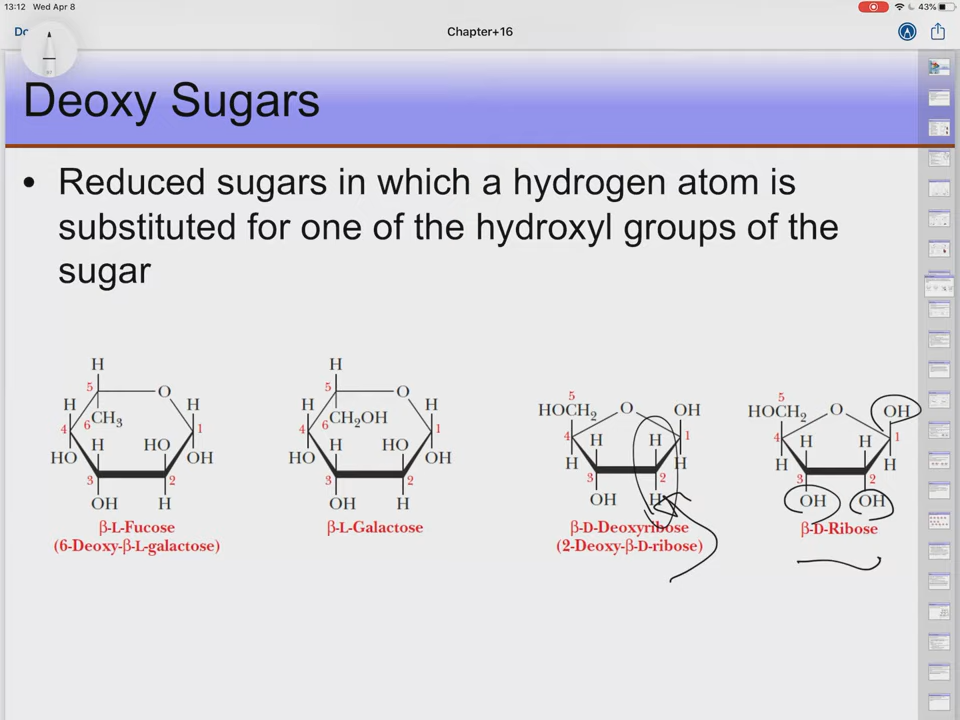 13:12 Wed Apr 8
43%
Do
Chapter+16
Deoxy Sugars
• Reduced sugars in which a hydrogen atom is
substituted for one of the hydroxyl groups of the
sugar
H
5
O
H
H
4
6
CH3
H
HO
1
HO
OH
3
2
OH
H
β-L-Fucose
(6-Deoxy-β-L-galactose)
H
5
O
H
H
4
6
CH2OH
H
HO
1
HO
OH
3
2
OH
H
β-L-Galactose
5
HOCH2
O
OH
4
H
H
1
H
H
3
2
OH
H
β-D-Deoxyribose
(2-Deoxy-β-D-ribose)
5
HOCH2
O
OH
4
H
H
1
H
H
3
2
OH
OH
β-D-Ribose